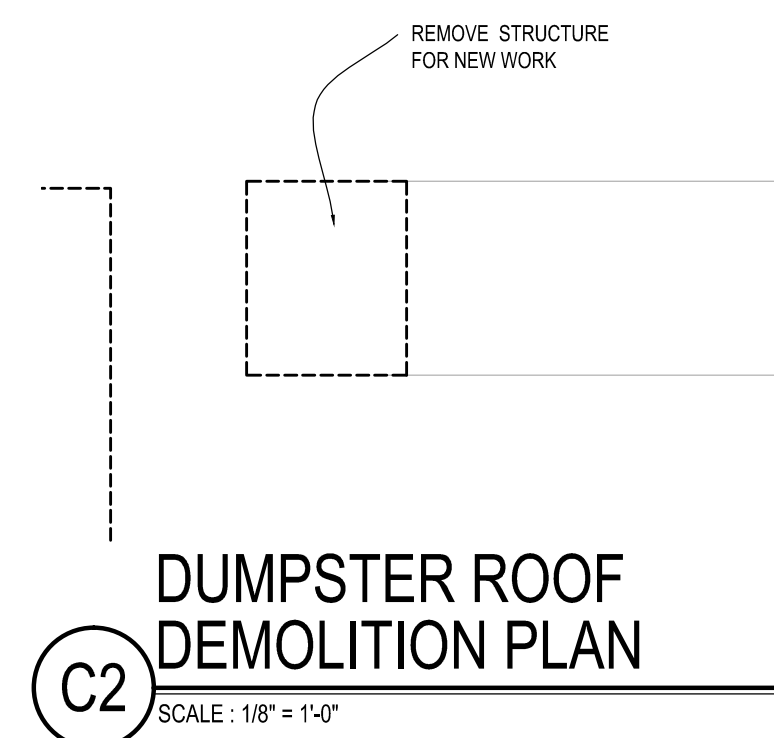 REMOVE STRUCTURE
FOR NEW WORK
DUMPSTER ROOF
DEMOLITION PLAN
C2
SCALE : 1/8" = 1'-0"